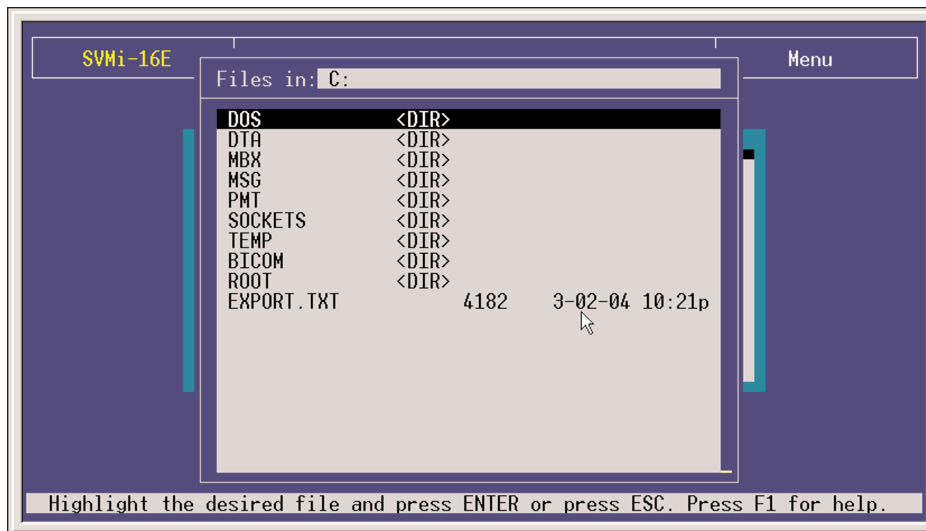 SVMi-16E Menu
Files in: C:
DOS <DIR>
DTA <DIR>
MBX <DIR>
MSG <DIR>
PMT <DIR>
SOCKETS <DIR>
TEMP <DIR>
BICOM <DIR>
ROOT <DIR>
EXPORT.TXT 4182 3-02-04 10:21p
Highlight the desired file and press ENTER or press ESC. Press F1 for help.